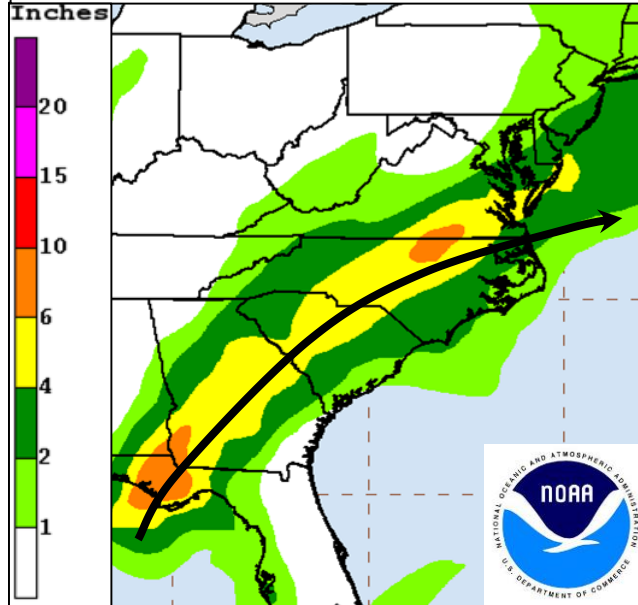 Inches
20
15
10
6
4
2
1
NATIONAL OCEANIC AND ATMOSPHERIC ADMINISTRATION
NOAA
U.S. DEPARTMENT OF COMMERCE